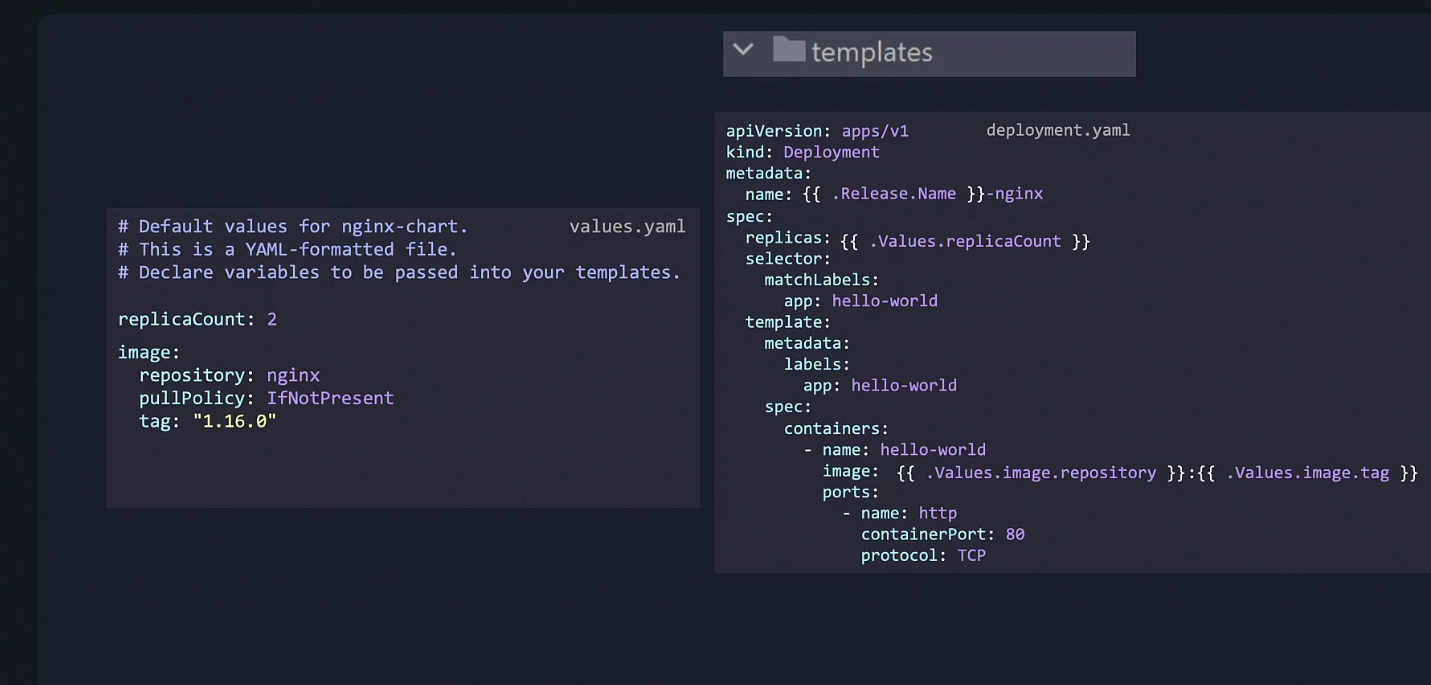 templates
# Default values for nginx-chart. values.yaml
# This is a YAML-formatted file.
# Declare variables to be passed into your templates.
replicaCount: 2
image:
  repository: nginx
  pullPolicy: IfNotPresent
  tag: "1.16.0"
apiVersion: apps/v1 deployment.yaml
kind: Deployment
metadata:
  name: {{ .Release.Name }}-nginx
spec:
  replicas: {{ .Values.replicaCount }}
  selector:
    matchLabels:
      app: hello-world
  template:
    metadata:
      labels:
        app: hello-world
    spec:
      containers:
        - name: hello-world
          image: {{ .Values.image.repository }}:{{ .Values.image.tag }}
          ports:
            - name: http
              containerPort: 80
              protocol: TCP